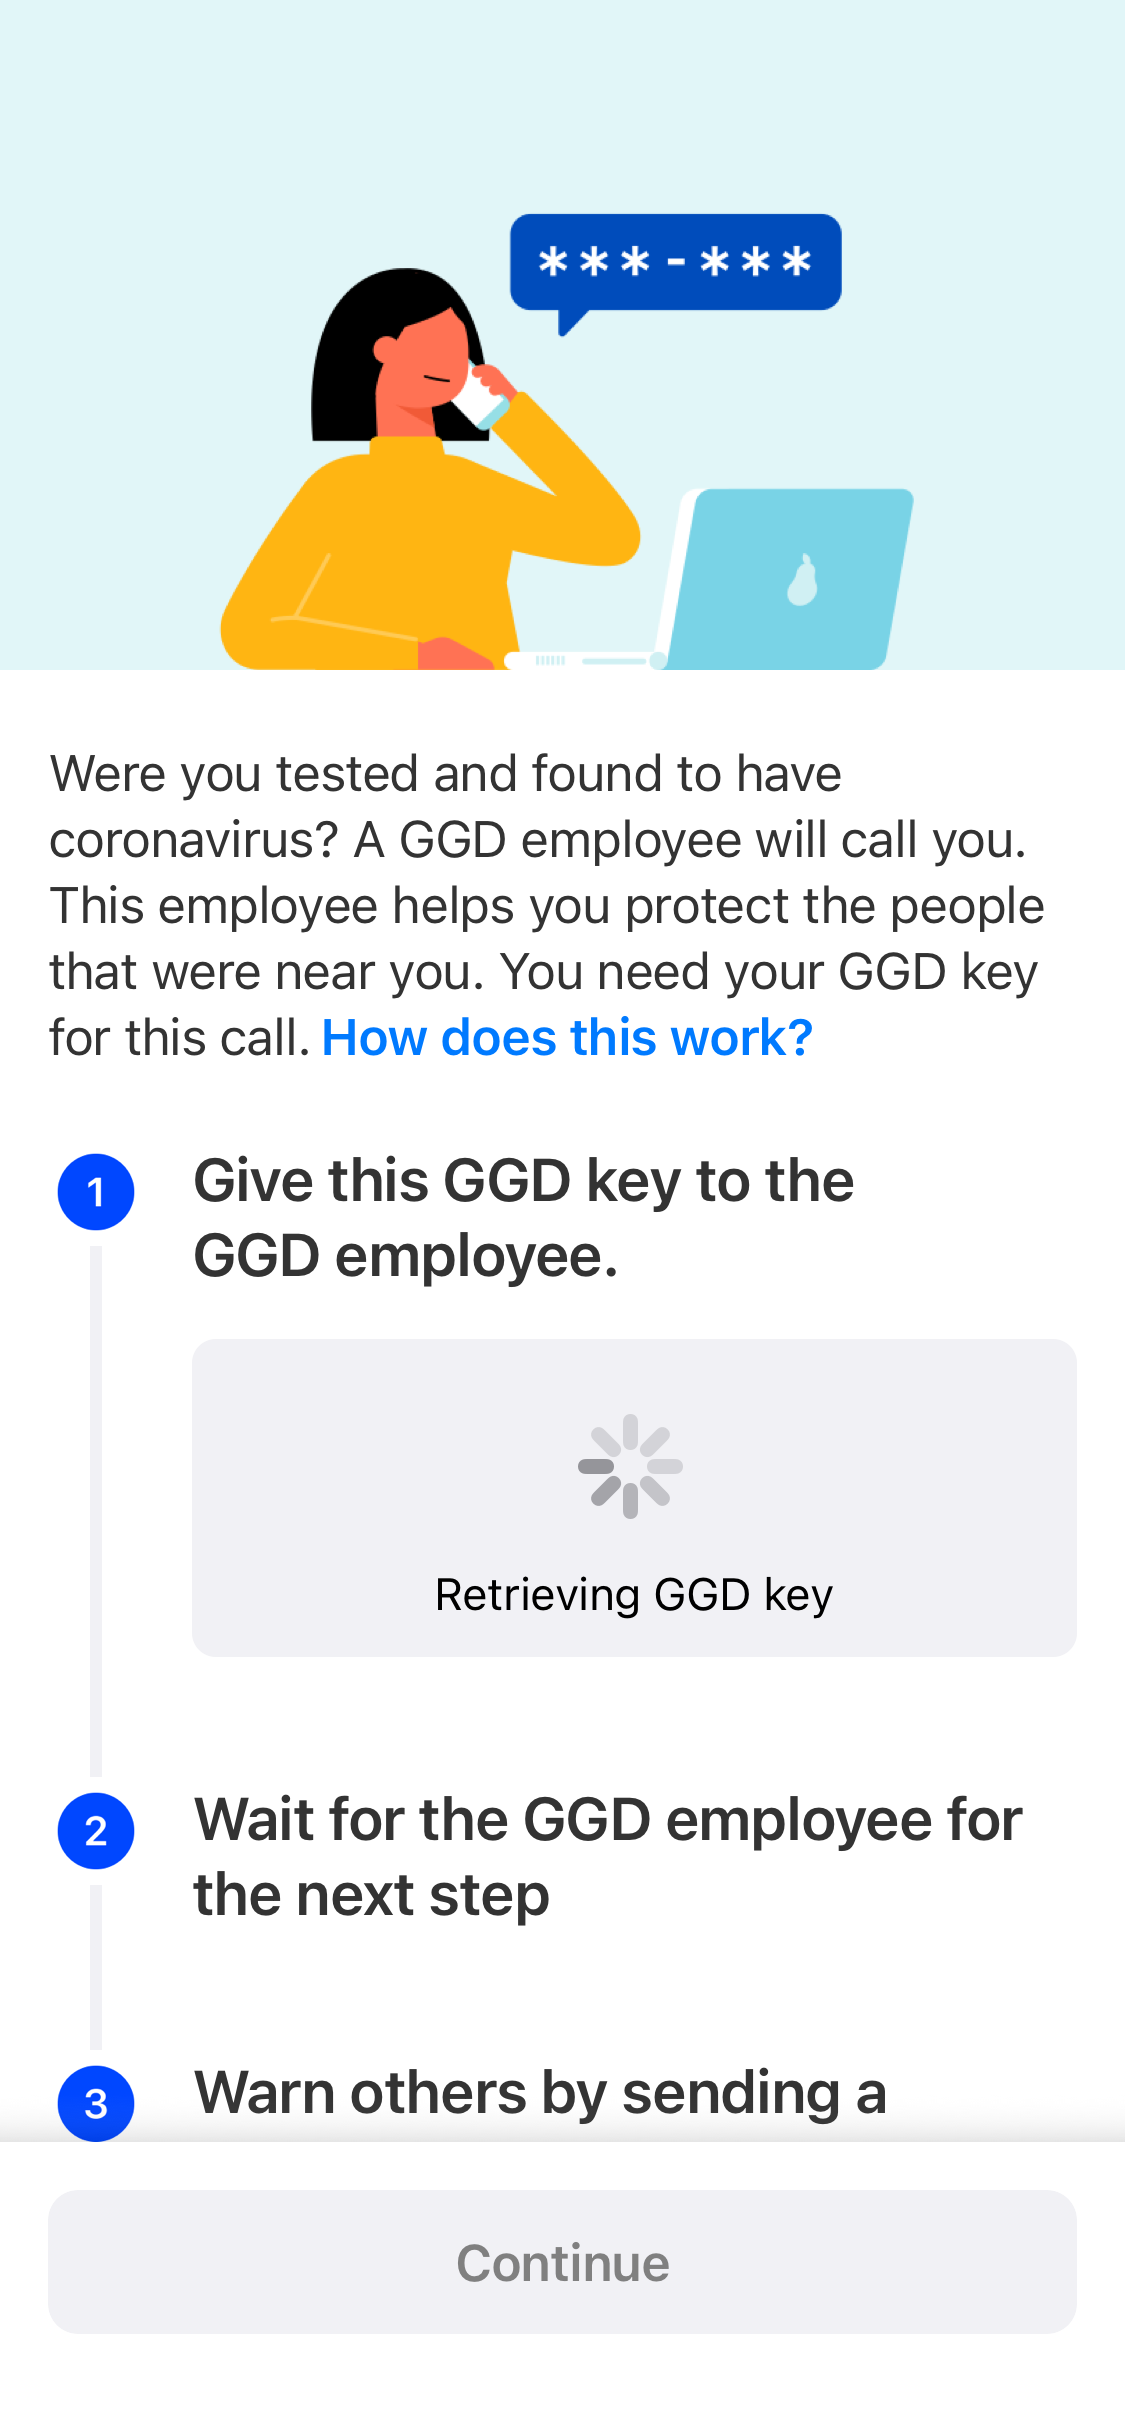 ***-***
Were you tested and found to have
coronavirus? A GGD employee will call you.
This employee helps you protect the people
that were near you. You need your GGD key
for this call. How does this work?
1
Give this GGD key to the
GGD employee.
Retrieving GGD key
2
Wait for the GGD employee for
the next step
3
Warn others by sending a
Continue